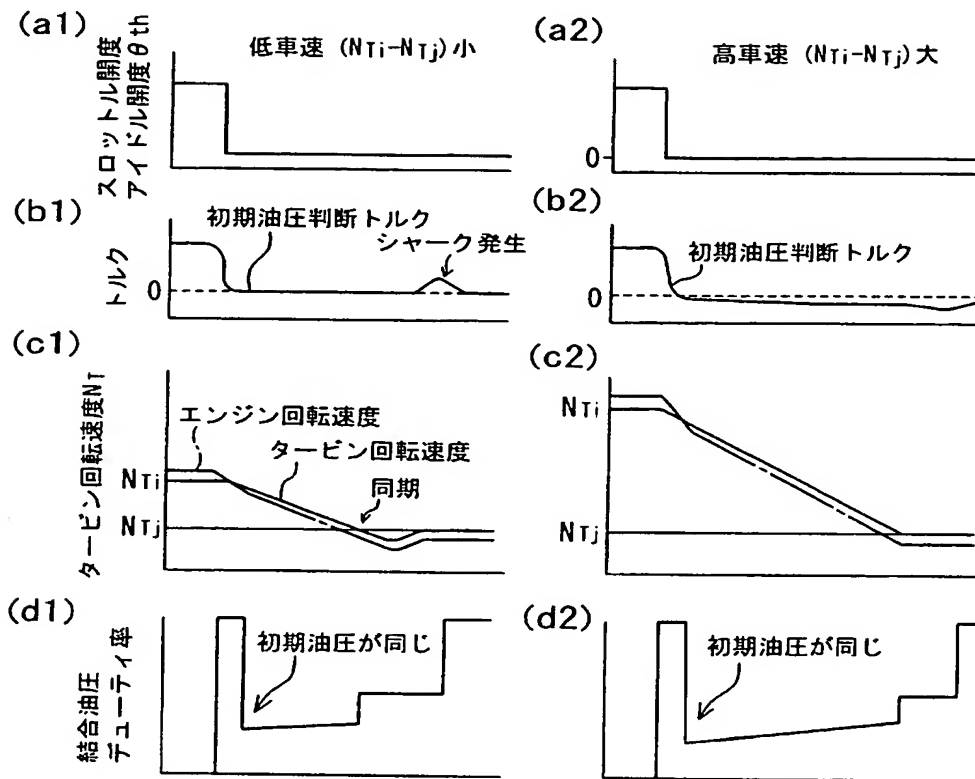 (a1)
低車速 (NTi-NTj)小
スロットル開度
アイドル開度θth
(a2)
高車速 (NTi-NTj)大
0
(b1)
初期油圧判断トルク
シャーク発生
トルク
0
(b2)
初期油圧判断トルク
0
(c1)
タービン回転速度NT
エンジン回転速度
タービン回転速度
同期
NTi
NTj
(c2)
NTi
NTj
(d1)
結合油圧
デューティ率
初期油圧が同じ
(d2)
初期油圧が同じ